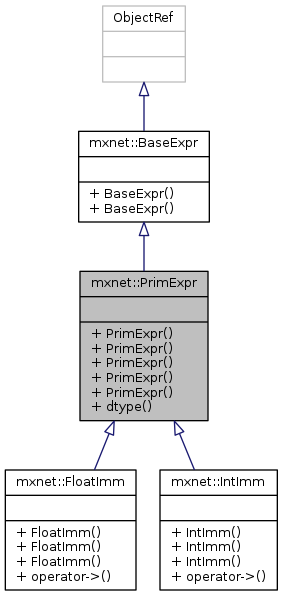 ObjectRef
mxnet::BaseExpr
+ BaseExpr()
+ BaseExpr()
mxnet::PrimExpr
+ PrimExpr()
+ PrimExpr()
+ PrimExpr()
+ PrimExpr()
+ PrimExpr()
+ dtype()
mxnet::FloatImm
+ FloatImm()
+ FloatImm()
+ FloatImm()
+ operator->()
mxnet::IntImm
+ IntImm()
+ IntImm()
+ IntImm()
+ operator->()